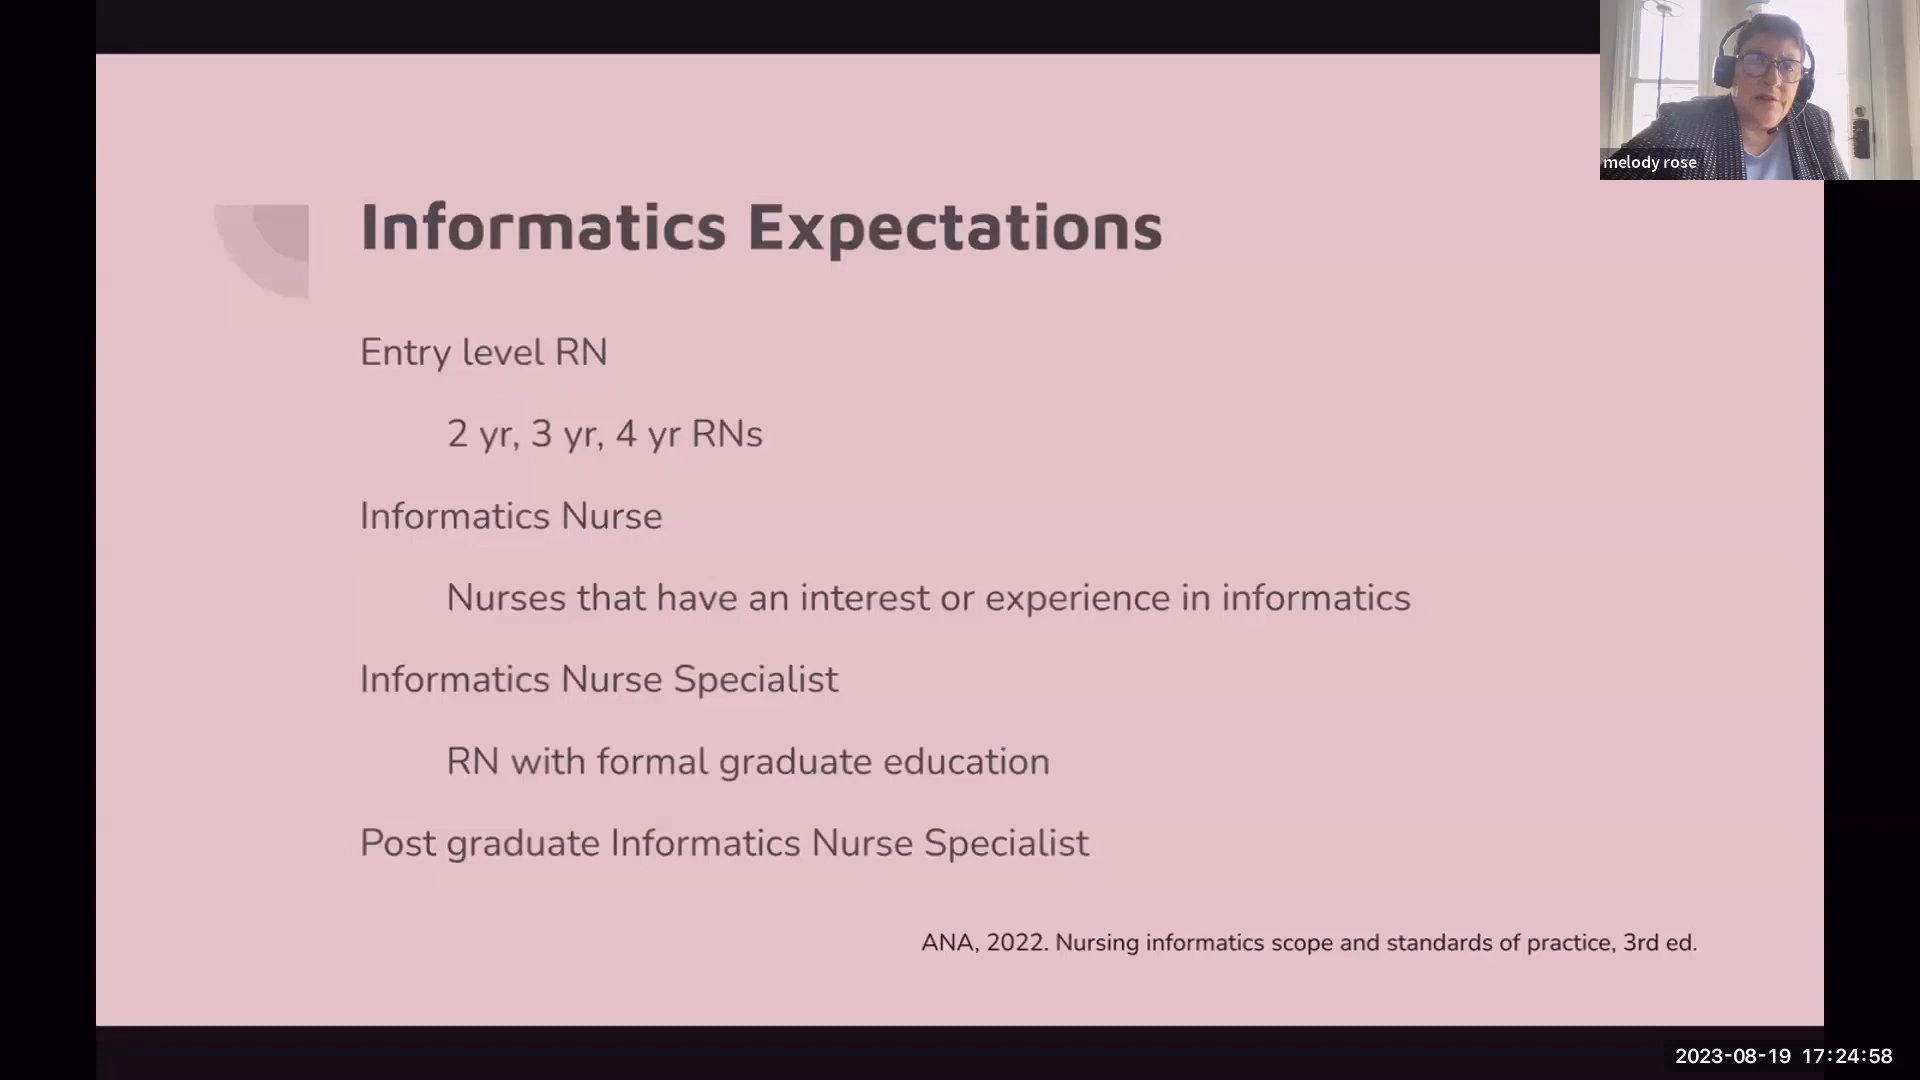 melody rose
Informatics Expectations
Entry level RN
2 yr, 3 yr, 4 yr RNs
Informatics Nurse
Nurses that have an interest or experience in informatics
Informatics Nurse Specialist
RN with formal graduate education
Post graduate Informatics Nurse Specialist
ANA, 2022. Nursing informatics scope and standards of practice, 3rd ed.
2023-08-19 17:24:58